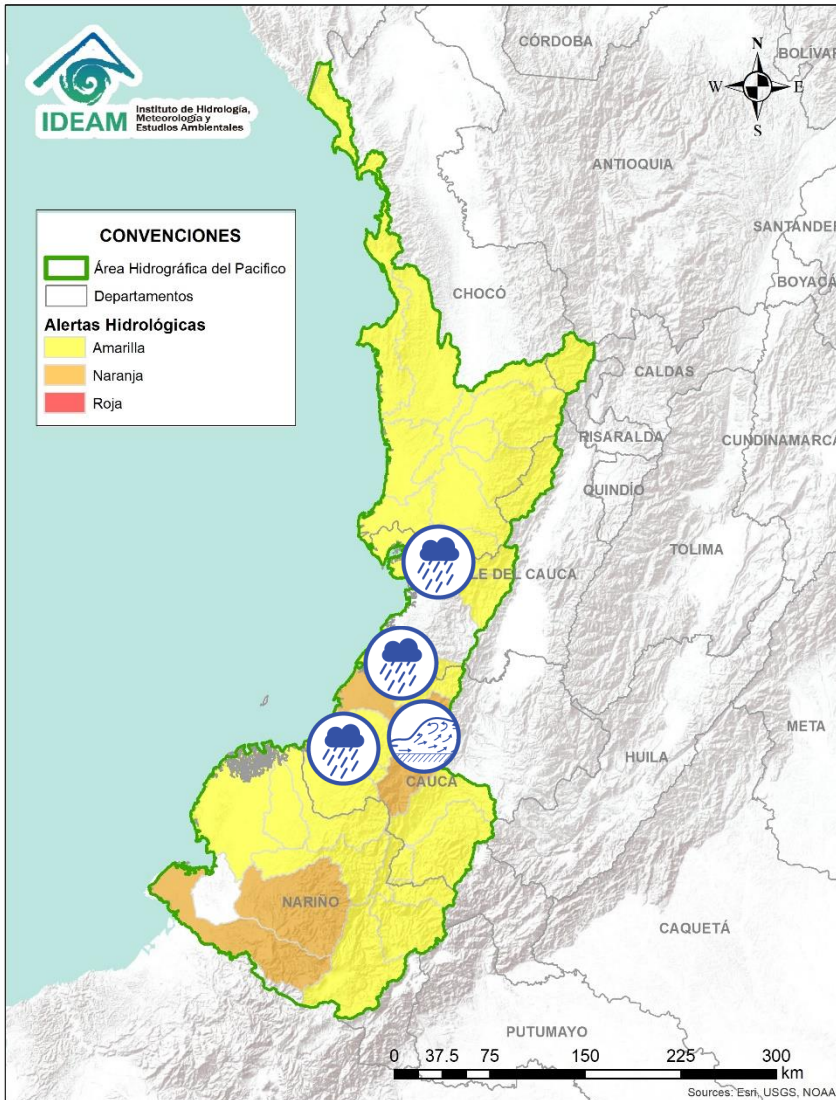 IDEAM
Instituto de Hidrología,
Meteorología y
Estudios Ambientales
N
W
E
S
CÓRDOBA
BOLÍVAR
ANTIOQUIA
SANTANDER
BOYACÁ
CONVENCIONES
Área Hidrográfica del Pacifico
Departamentos
Alertas Hidrológicas
Amarilla
Naranja
Roja
CHOCÓ
CALDAS
RISARALDA
CUNDINAMARCA
QUINDÍO
TOLIMA
LE DEL CAUCA
META
HUILA
CAUCA
NARIÑO
CAQUETÁ
PUTUMAYO
0 37.5 75 150 225 300
km
Sources: Esri, USGS, NOAA